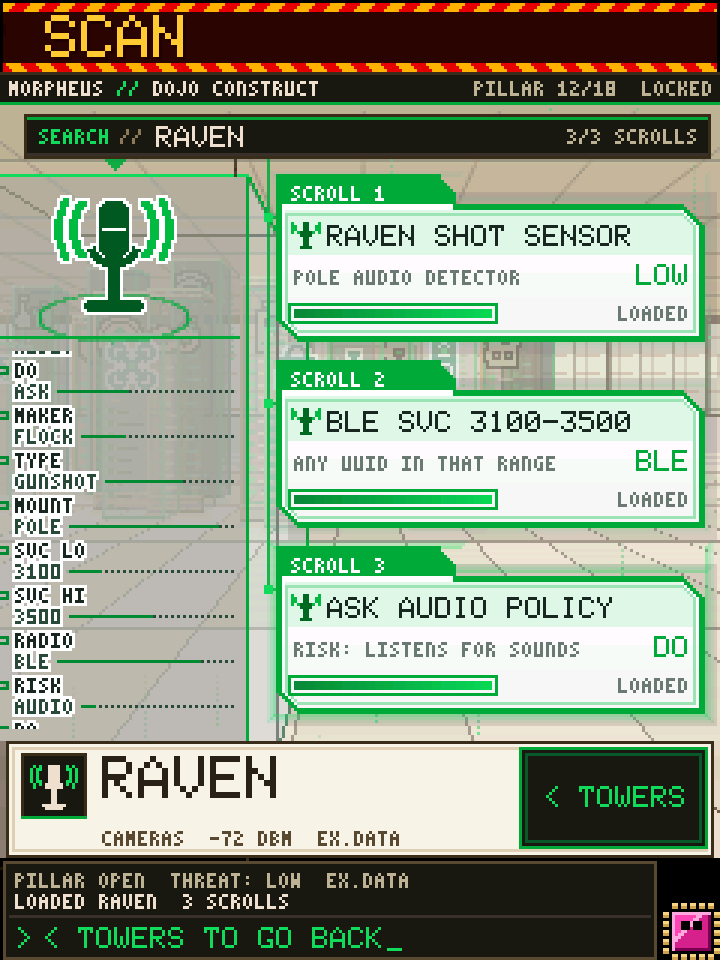 SCAN
MORPHEUS // DOJO CONSTRUCT
PILLAR 12/18 LOCKED
SEARCH // RAVEN
3/3 SCROLLS
DO
ASK
MAKER
FLOCK
TYPE
GUNSHOT
MOUNT
POLE
SVC LO
3100
SVC HI
3500
RADIO
BLE
RISK
AUDIO
SCROLL 1
RAVEN SHOT SENSOR
POLE AUDIO DETECTOR
LOW
LOADED
SCROLL 2
BLE SVC 3100-3500
ANY UUID IN THAT RANGE
BLE
LOADED
SCROLL 3
ASK AUDIO POLICY
RISK: LISTENS FOR SOUNDS
DO
LOADED
RAVEN
CAMERAS -72 DBM EX.DATA
< TOWERS
PILLAR OPEN THREAT: LOW EX.DATA
LOADED RAVEN 3 SCROLLS
> < TOWERS TO GO BACK_